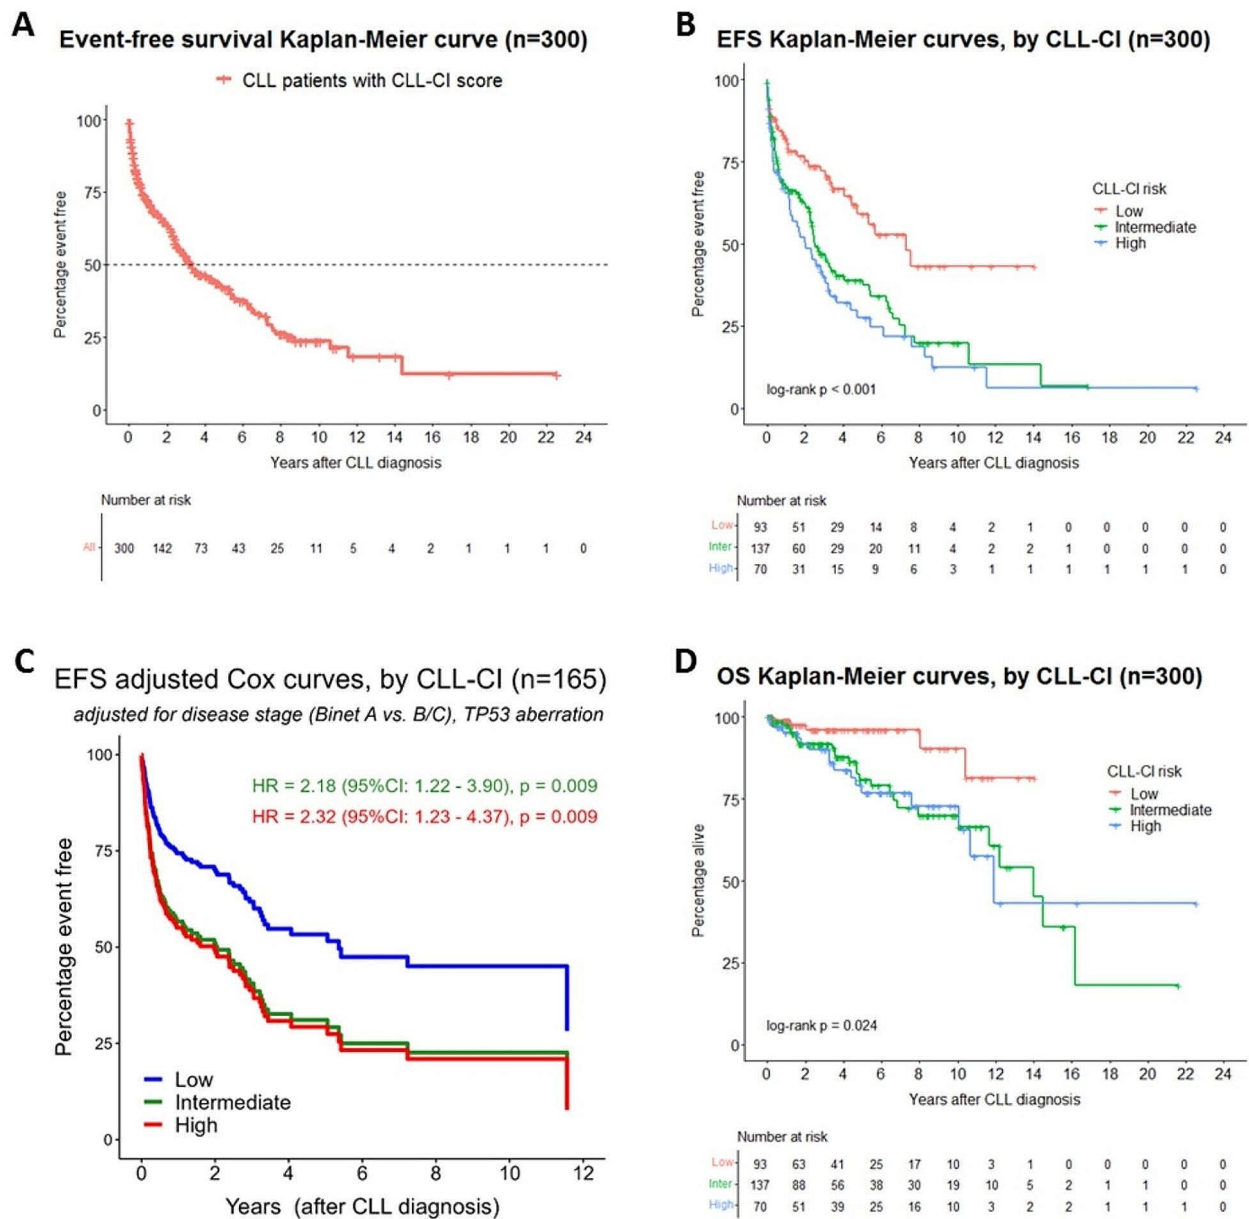 A
Event-free survival Kaplan-Meier curve (n=300)
CLL patients with CLL-CI score
Percentage event free
100
75
50
25
0
0 2 4 6 8 10 12 14 16 18 20 22 24
Years after CLL diagnosis
Number at risk
All 300 142 73 43 25 11 5 4 2 1 1 1 0
B
EFS Kaplan-Meier curves, by CLL-CI (n=300)
Percentage event free
100
75
50
25
0
CLL-CI risk
Low
Intermediate
High
log-rank p < 0.001
0 2 4 6 8 10 12 14 16 18 20 22 24
Years after CLL diagnosis
Number at risk
Low 93 51 29 14 8 4 2 1 0 0 0 0 0
Inter 137 60 29 20 11 4 2 2 1 0 0 0 0
High 70 31 15 9 6 3 1 1 1 1 1 1 0
C
EFS adjusted Cox curves, by CLL-CI (n=165)
adjusted for disease stage (Binet A vs. B/C), TP53 aberration
Percentage event free
100
75
50
25
0
HR = 2.18 (95%CI: 1.22 - 3.90), p = 0.009
HR = 2.32 (95%CI: 1.23 - 4.37), p = 0.009
Low
Intermediate
High
0 2 4 6 8 10 12
Years (after CLL diagnosis)
D
OS Kaplan-Meier curves, by CLL-CI (n=300)
Percentage alive
100
75
50
25
0
CLL-CI risk
Low
Intermediate
High
log-rank p = 0.024
0 2 4 6 8 10 12 14 16 18 20 22 24
Years after CLL diagnosis
Number at risk
Low 93 63 41 25 17 10 3 1 0 0 0 0 0
Inter 137 88 56 38 30 19 10 5 2 1 1 0 0
High 70 51 39 25 16 10 3 2 2 1 1 1 0